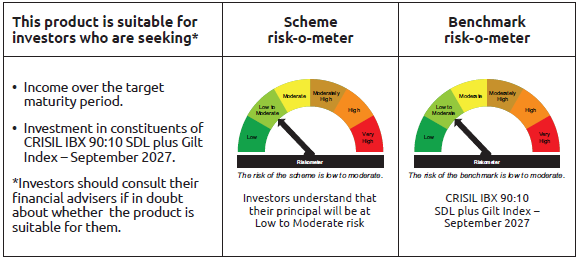 This product is suitable for
investors who are seeking*
Scheme
risk-o-meter
Benchmark
risk-o-meter
• Income over the target
maturity period.
• Investment in constituents of
CRISIL IBX 90:10 SDL plus Gilt
Index – September 2027.
*Investors should consult their
financial advisers if in doubt
about whether the product is
suitable for them.
Low
Low to
Moderate
Moderate
Moderately
High
High
Very
High
Riskometer
The risk of the scheme is low to moderate.
Investors understand that
their principal will be at
Low to Moderate risk
Low
Low to
Moderate
Moderate
Moderately
High
High
Very
High
Riskometer
The risk of the benchmark is low to moderate.
CRISIL IBX 90:10
SDL plus Gilt Index –
September 2027